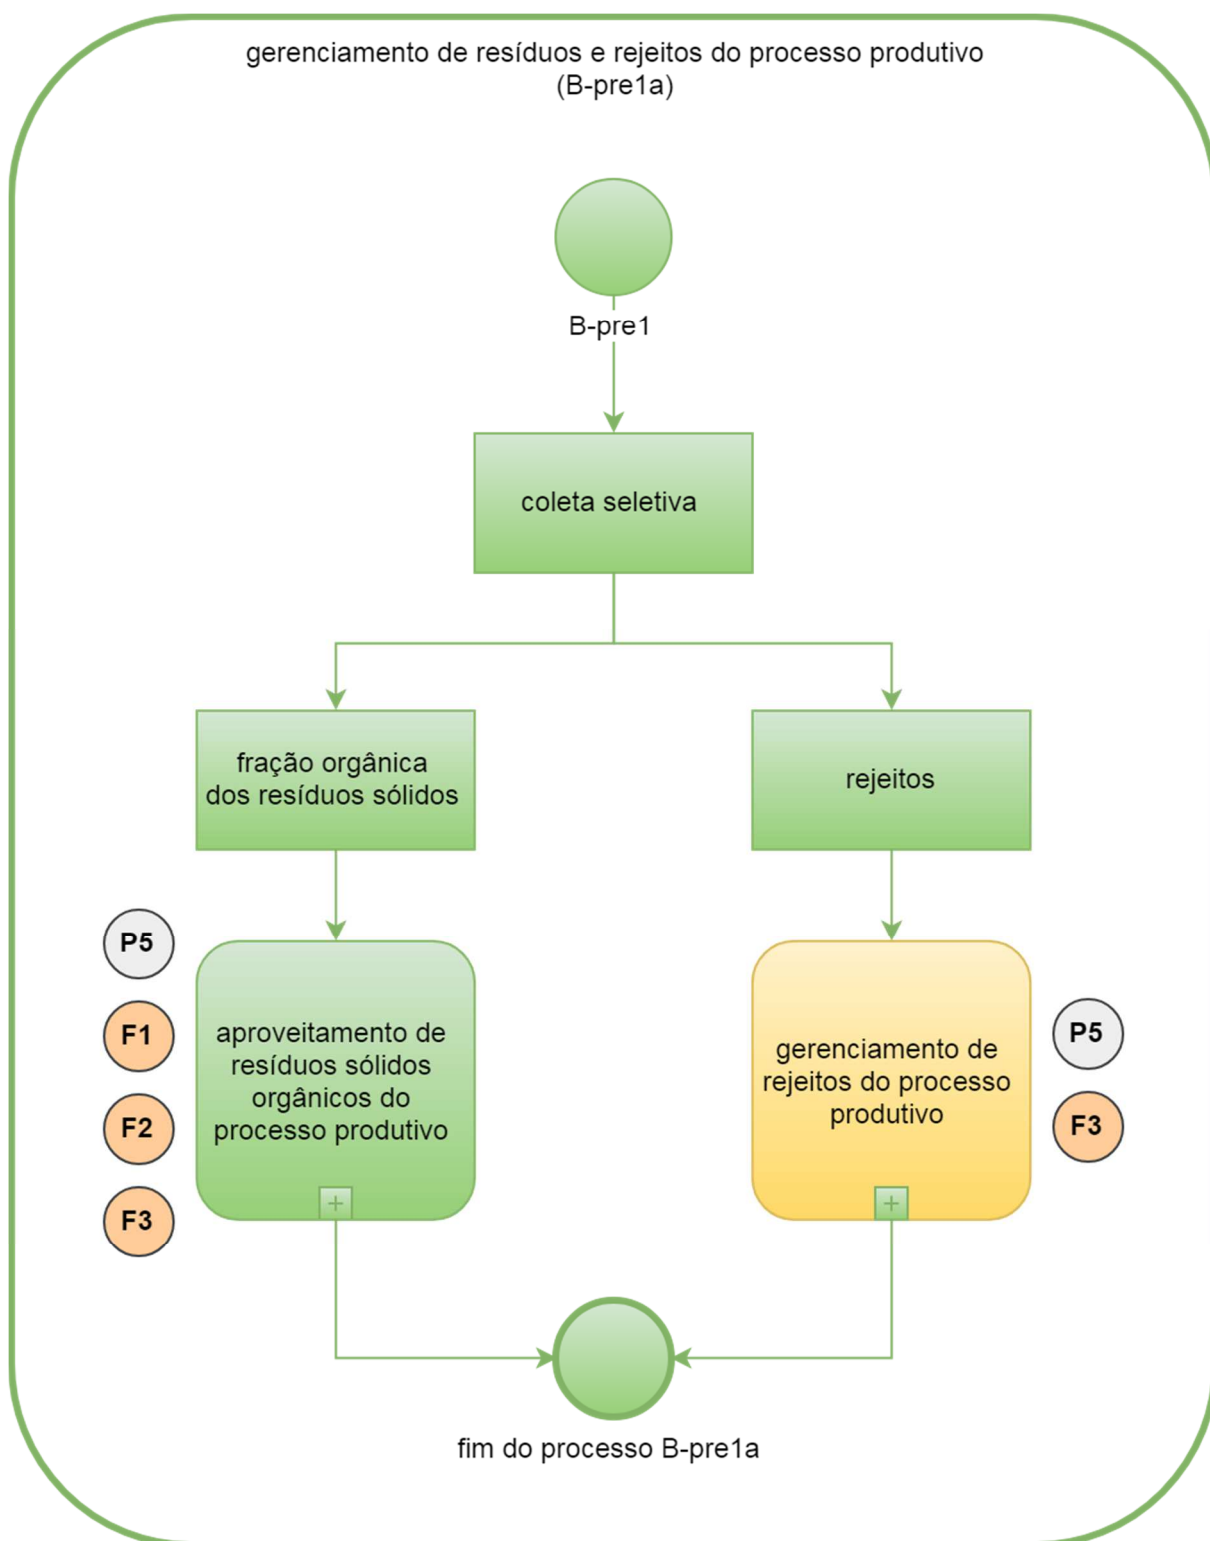 gerenciamento de resíduos e rejeitos do processo produtivo
(B-pre1a)
B-pre1
coleta seletiva
fração orgânica
dos resíduos sólidos
rejeitos
P5
F1
F2
F3
aproveitamento de
resíduos sólidos
orgânicos do
processo produtivo
+
gerenciamento de
rejeitos do processo
produtivo
+
P5
F3
fim do processo B-pre1a